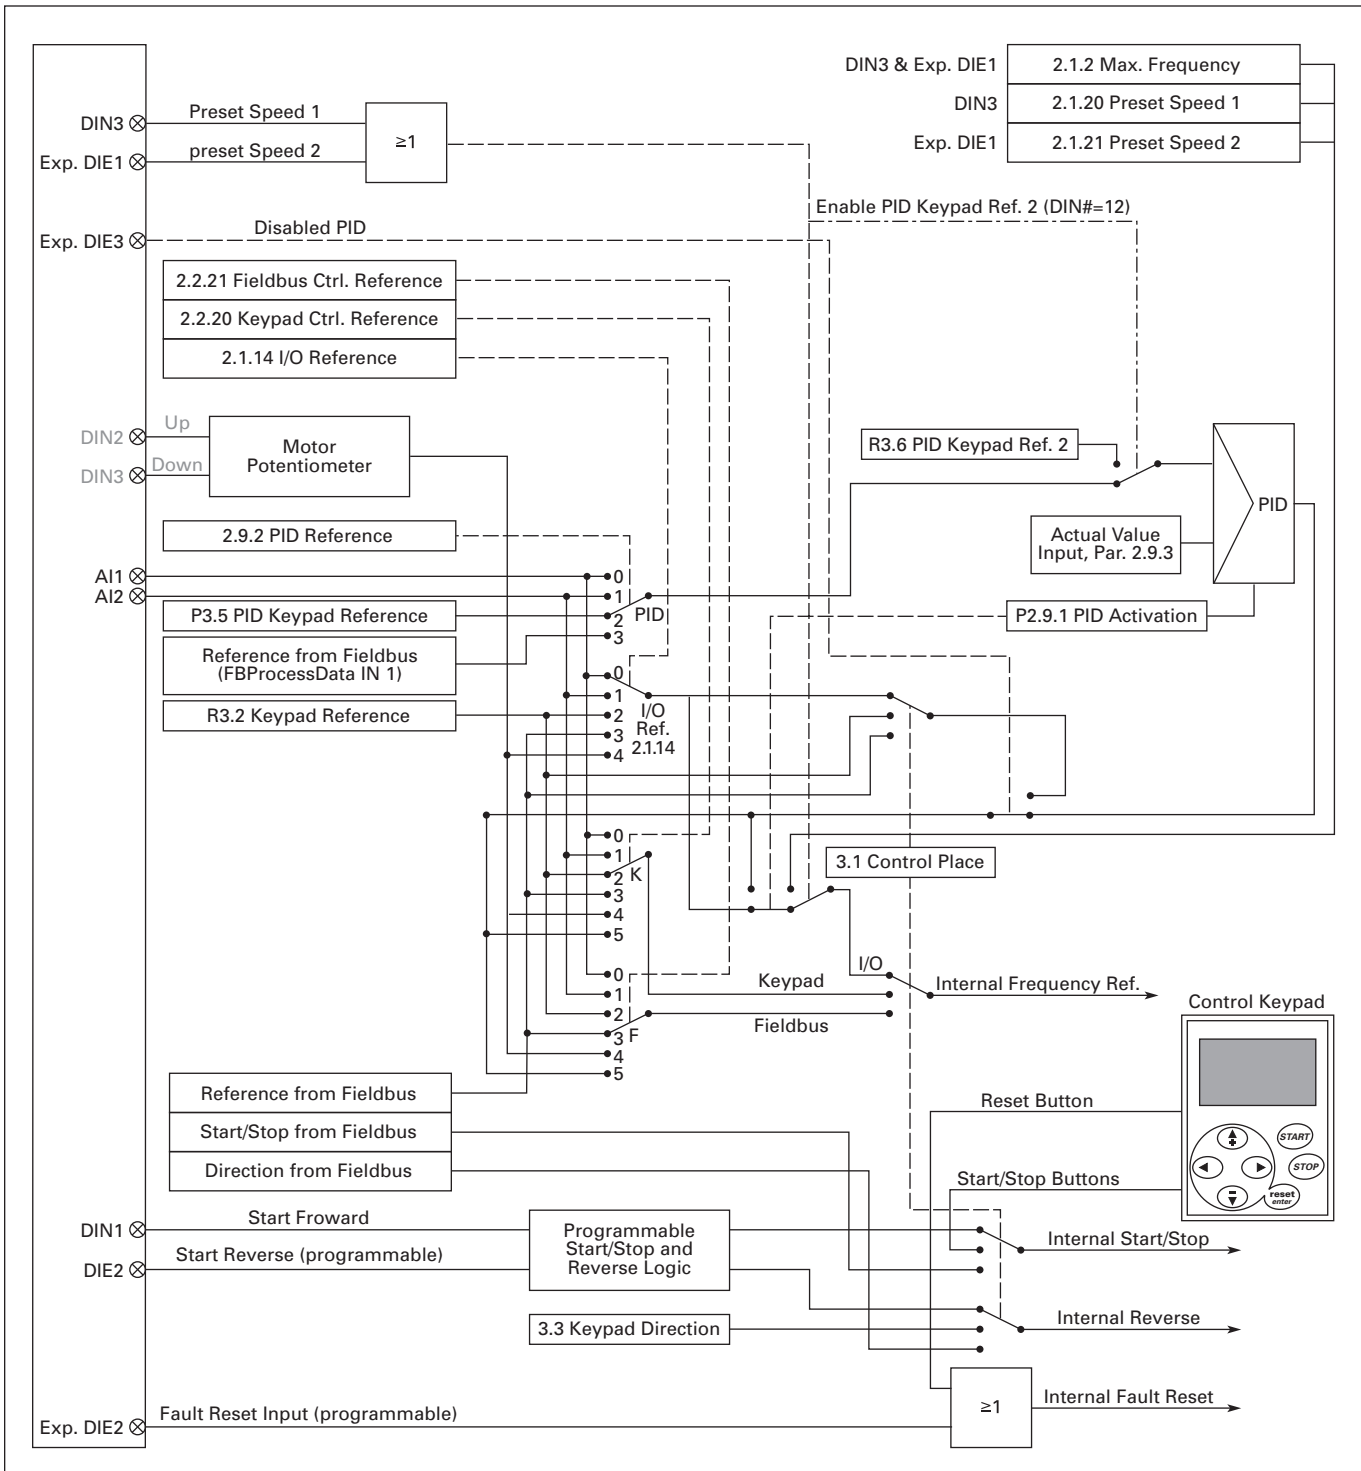 DIN3 & Exp. DIE1
2.1.2 Max. Frequency
DIN3
2.1.20 Preset Speed 1
Exp. DIE1
2.1.21 Preset Speed 2
DIN3
Preset Speed 1
Exp. DIE1
preset Speed 2
≥1
Enable PID Keypad Ref. 2 (DIN#=12)
Exp. DIE3
Disabled PID
2.2.21 Fieldbus Ctrl. Reference
2.2.20 Keypad Ctrl. Reference
2.1.14 I/O Reference
DIN2
Up
DIN3
Down
Motor
Potentiometer
R3.6 PID Keypad Ref. 2
PID
Actual Value
Input, Par. 2.9.3
2.9.2 PID Reference
AI1
AI2
0
1
2
3
PID
P3.5 PID Keypad Reference
P2.9.1 PID Activation
Reference from Fieldbus
(FBProcessData IN 1)
R3.2 Keypad Reference
0
1
2
3
4
I/O
Ref.
2.1.14
0
1
2
3
4
5
K
3.1 Control Place
0
1
2
3
4
5
F
I/O
Keypad
Fieldbus
Internal Frequency Ref.
Control Keypad
START
STOP
reset
enter
Reference from Fieldbus
Start/Stop from Fieldbus
Direction from Fieldbus
Reset Button
Start/Stop Buttons
DIN1
Start Froward
DIE2
Start Reverse (programmable)
Programmable
Start/Stop and
Reverse Logic
Internal Start/Stop
3.3 Keypad Direction
Internal Reverse
Exp. DIE2
Fault Reset Input (programmable)
≥1
Internal Fault Reset